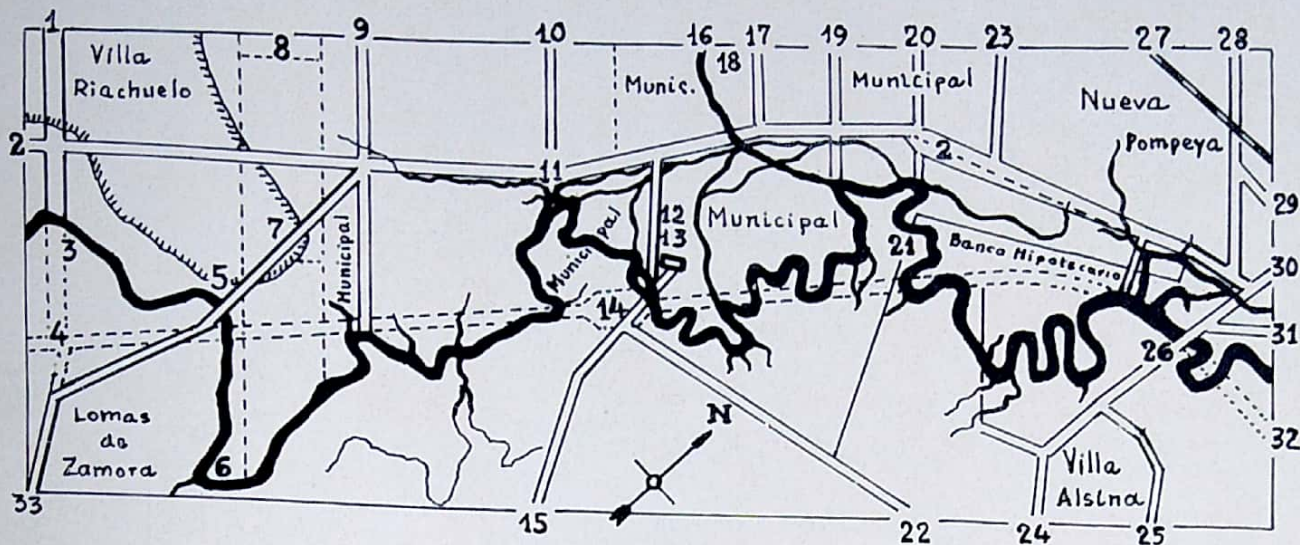 1
9
10
16
17
19
20
23
27
28
Villa
Riachuelo
8
18
Munic.
Municipal
Nueva
Pompeya
2
2
11
29
3
7
Municipal
Municipal
12
13
Municipal
21
Banco Hipotecario
30
5
4
14
31
26
Lomas
de
Zamora
6
N
O
Villa
Alsina
32
33
15
22
24
25